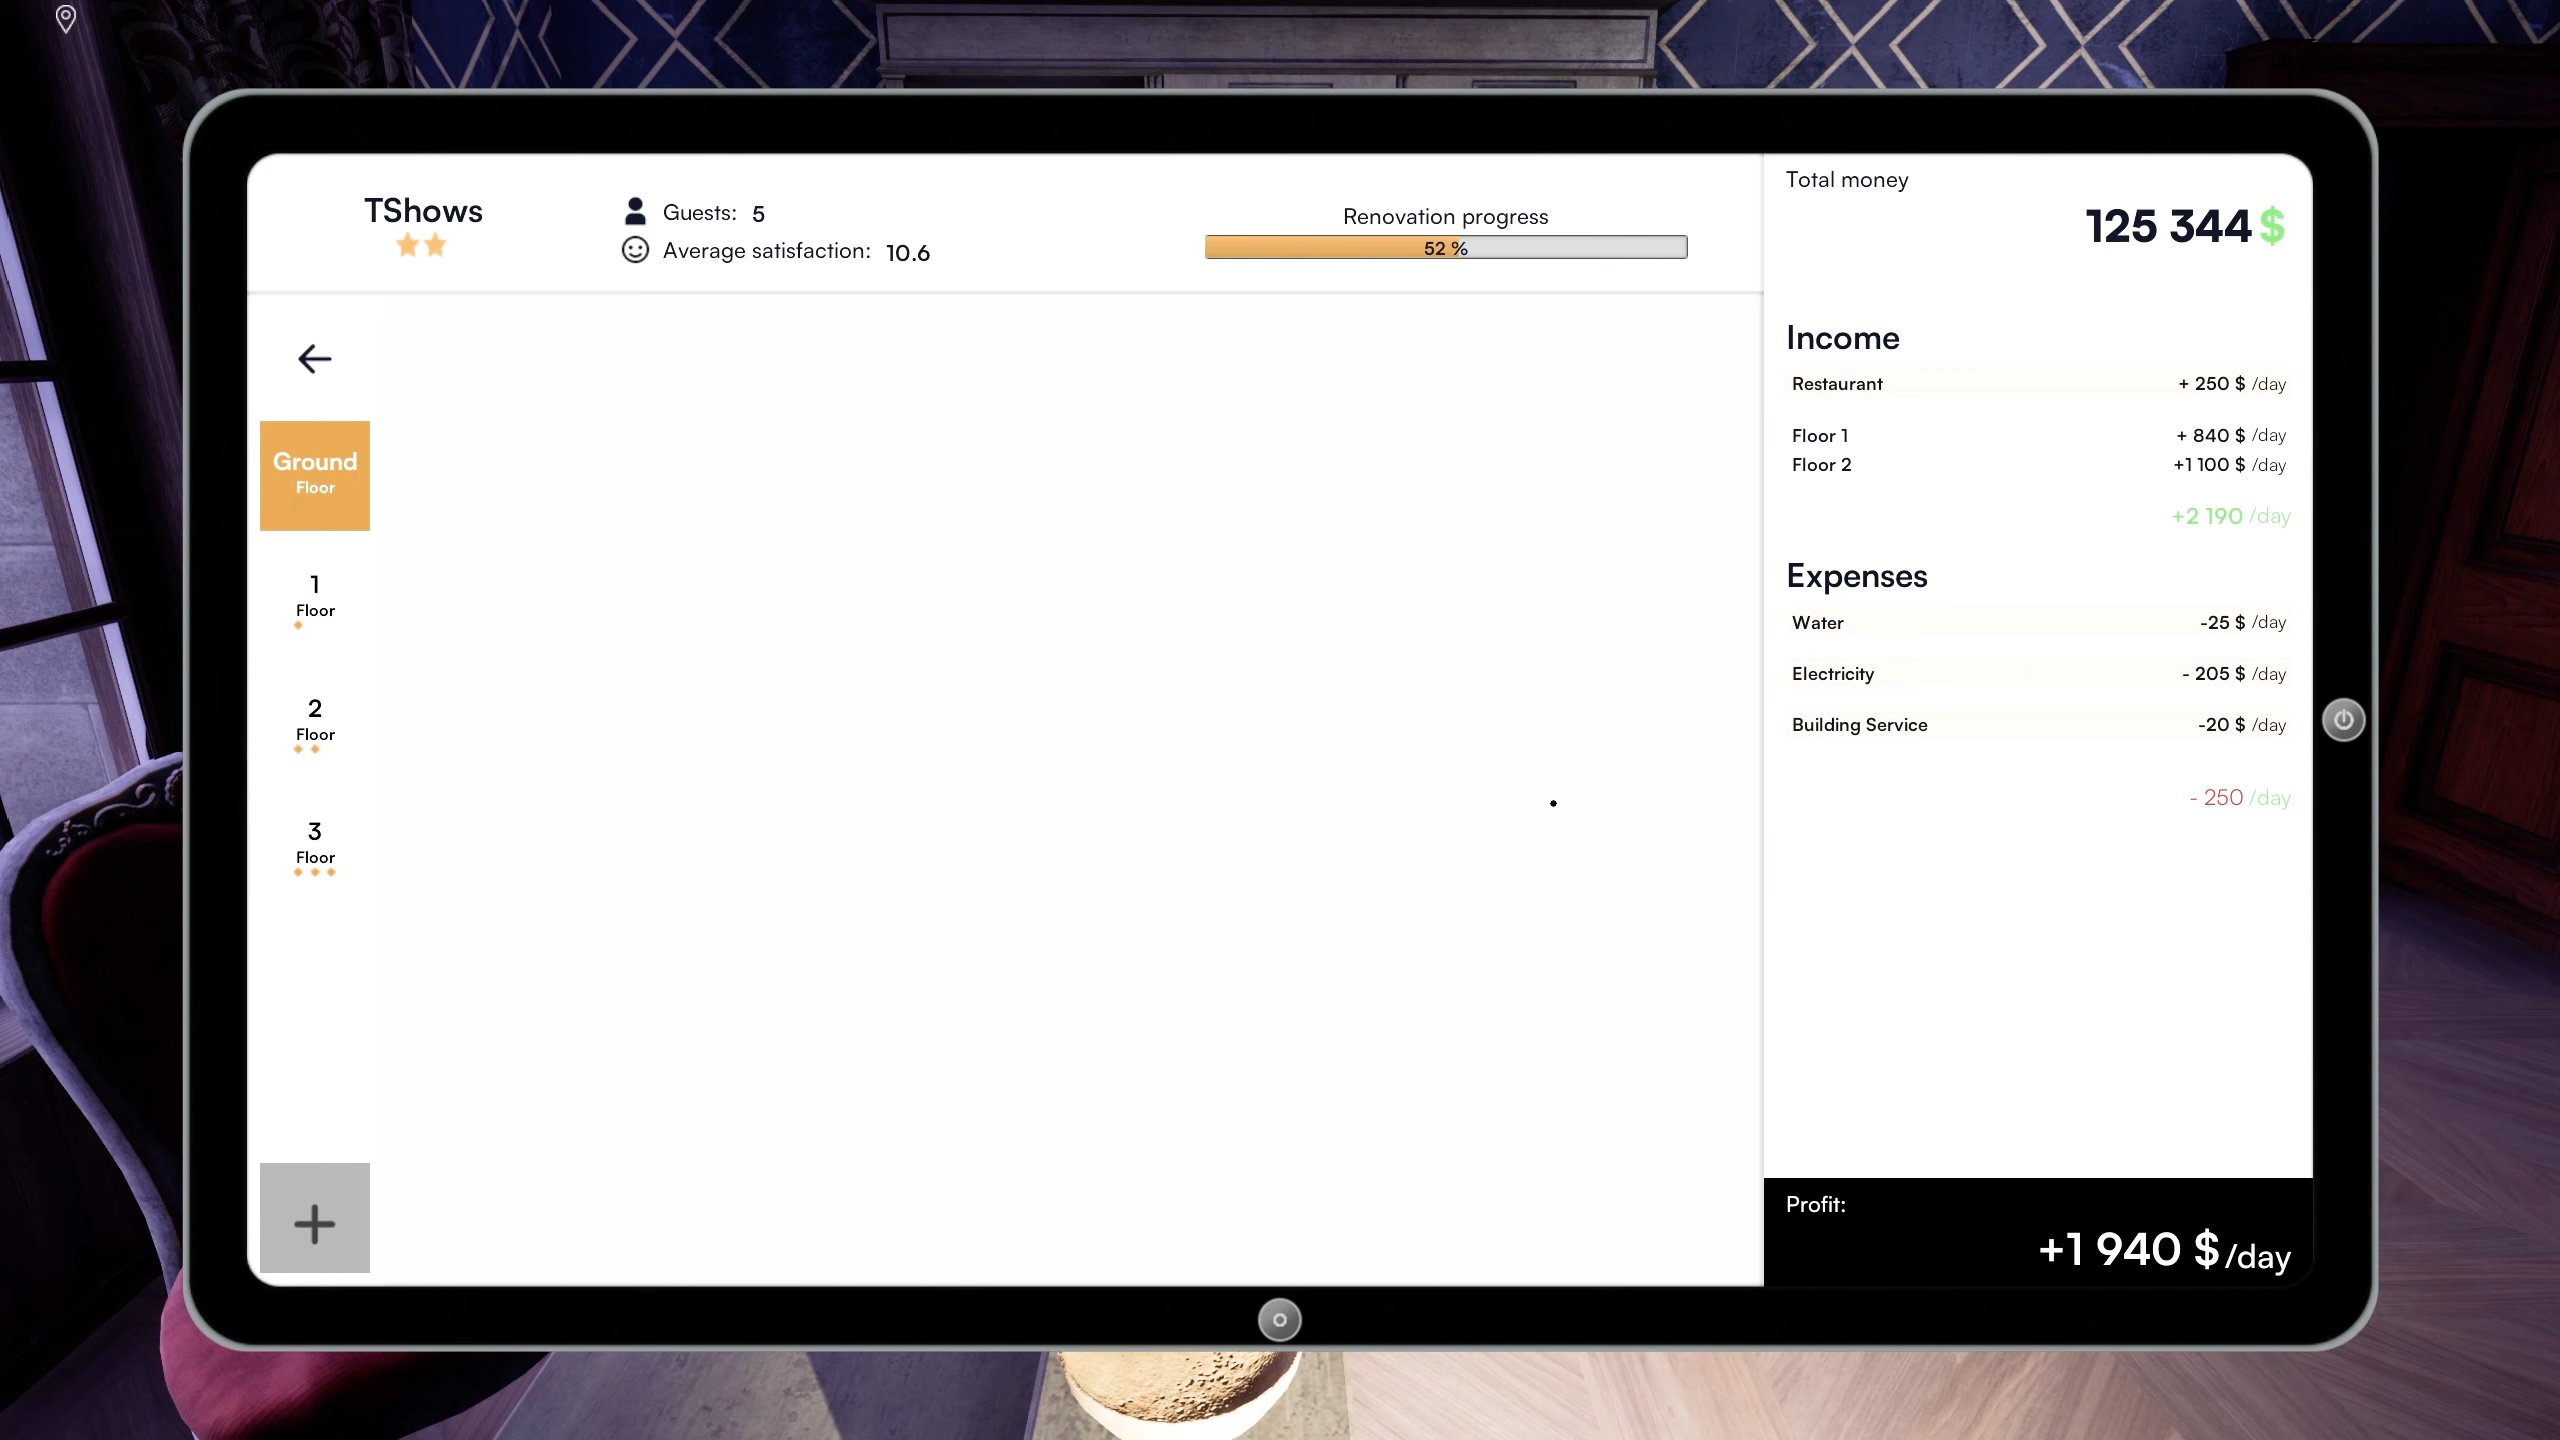 TShows
Guests: 5
Average satisfaction: 10.6
Renovation progress
52 %
Ground
Floor
1
Floor
2
Floor
3
Floor
Total money
125 344 $
Income
Restaurant + 250 $ /day
Floor 1 + 840 $ /day
Floor 2 +1 100 $ /day
+2 190 /day
Expenses
Water -25 $ /day
Electricity - 205 $ /day
Building Service -20 $ /day
- 250 /day
Profit:
+1 940 $ /day